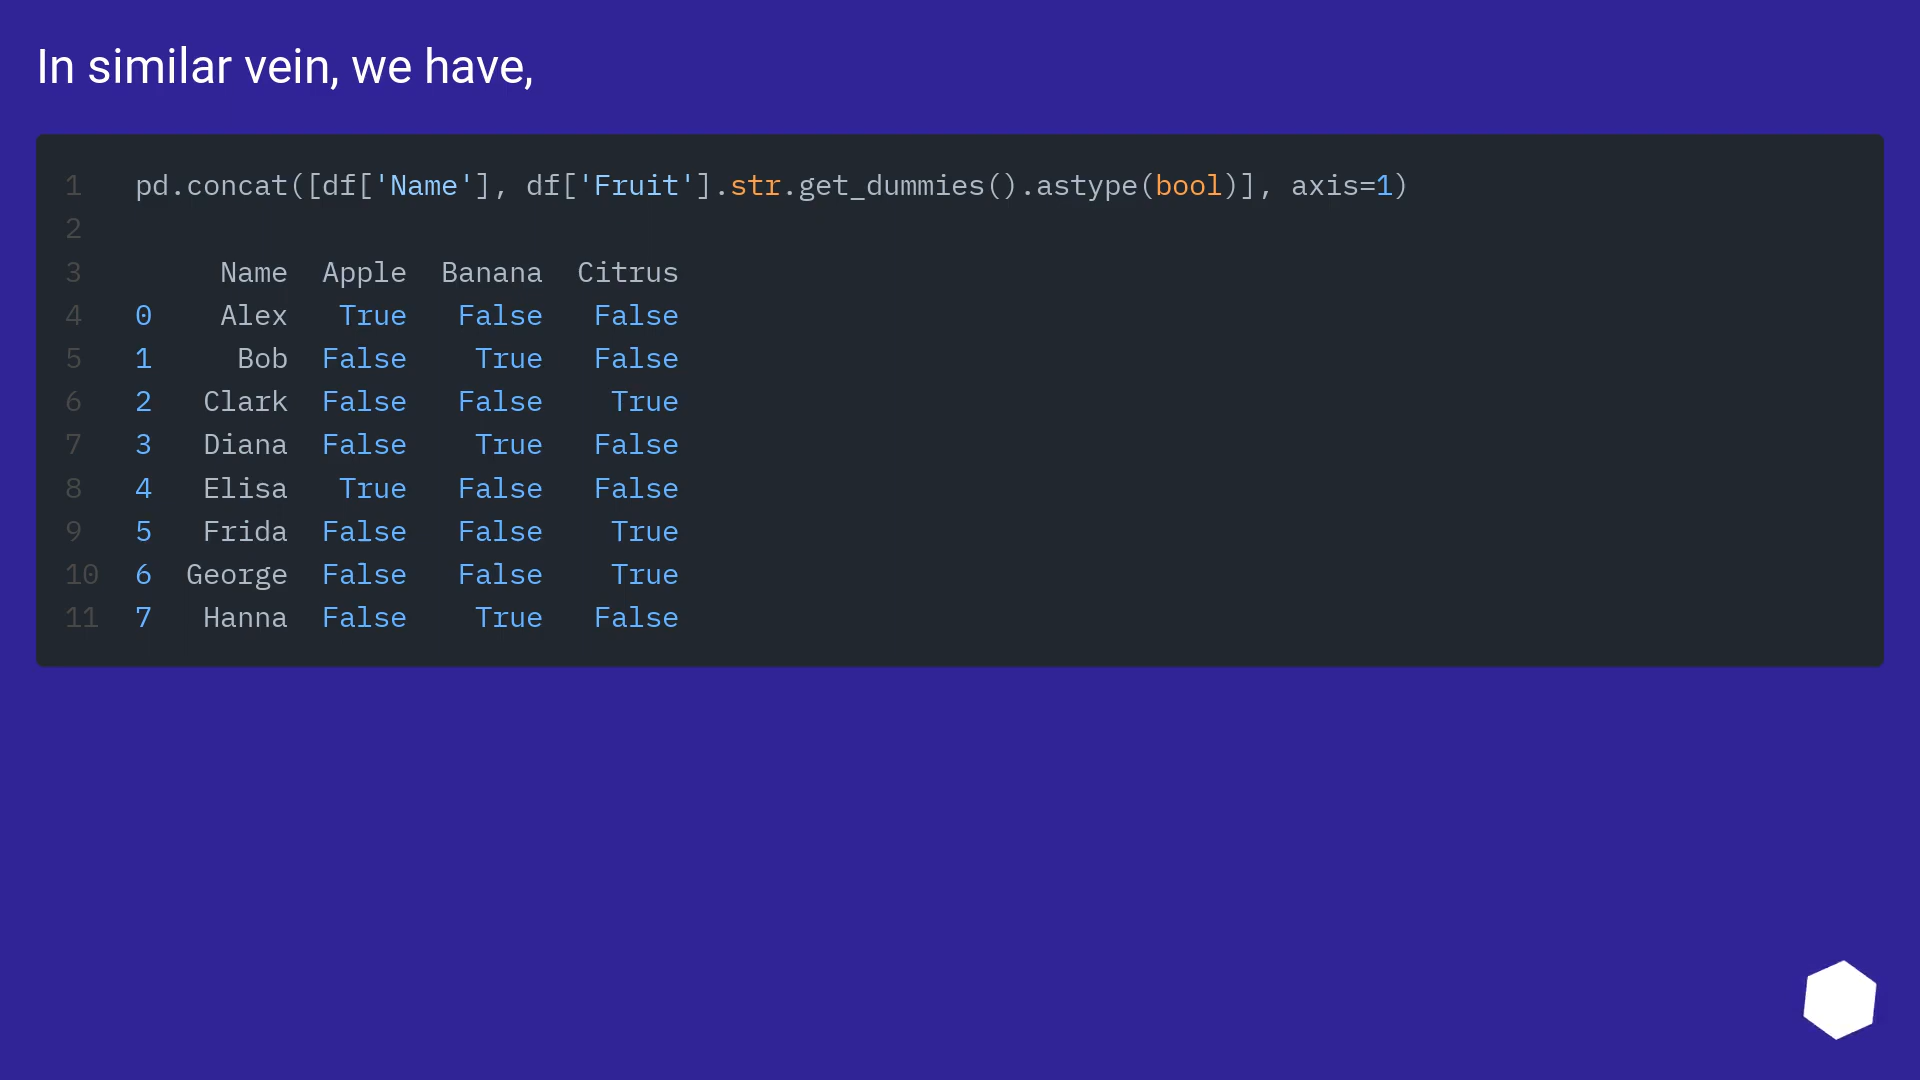 In similar vein, we have,
1 pd.concat([df['Name'], df['Fruit'].str.get_dummies().astype(bool)], axis=1)
2
3 Name Apple Banana Citrus
4 0 Alex True False False
5 1 Bob False True False
6 2 Clark False False True
7 3 Diana False True False
8 4 Elisa True False False
9 5 Frida False False True
10 6 George False False True
11 7 Hanna False True False